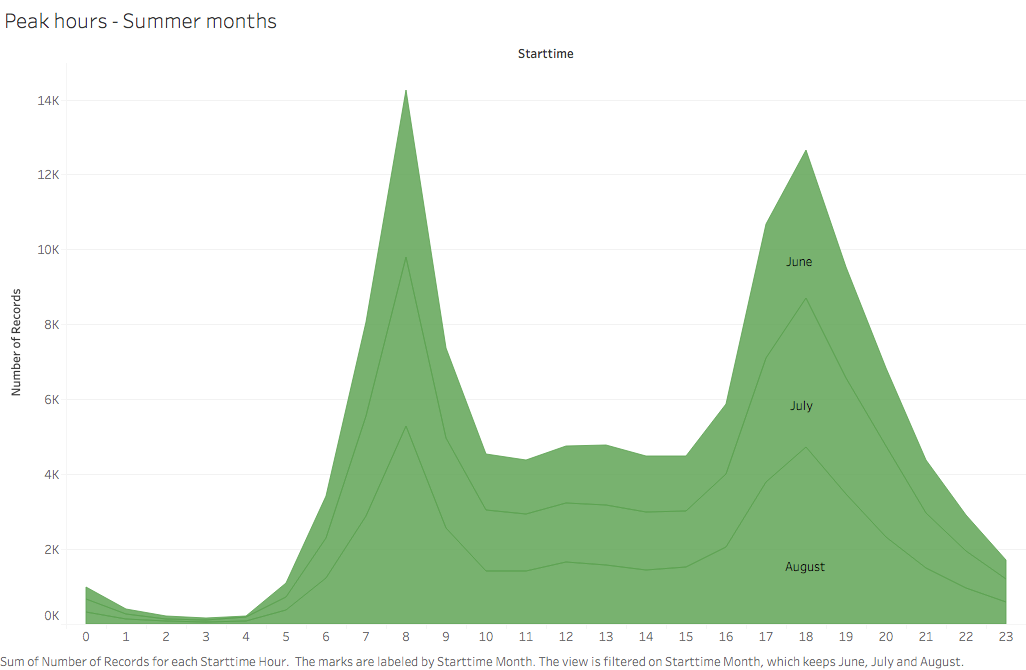 Peak hours - Summer months
Starttime
14K
12K
10K
8K
6K
4K
2K
0K
Number of Records
June
July
August
0 1 2 3 4 5 6 7 8 9 10 11 12 13 14 15 16 17 18 19 20 21 22 23
Sum of Number of Records for each Starttime Hour.  The marks are labeled by Starttime Month. The view is filtered on Starttime Month, which keeps June, July and August.